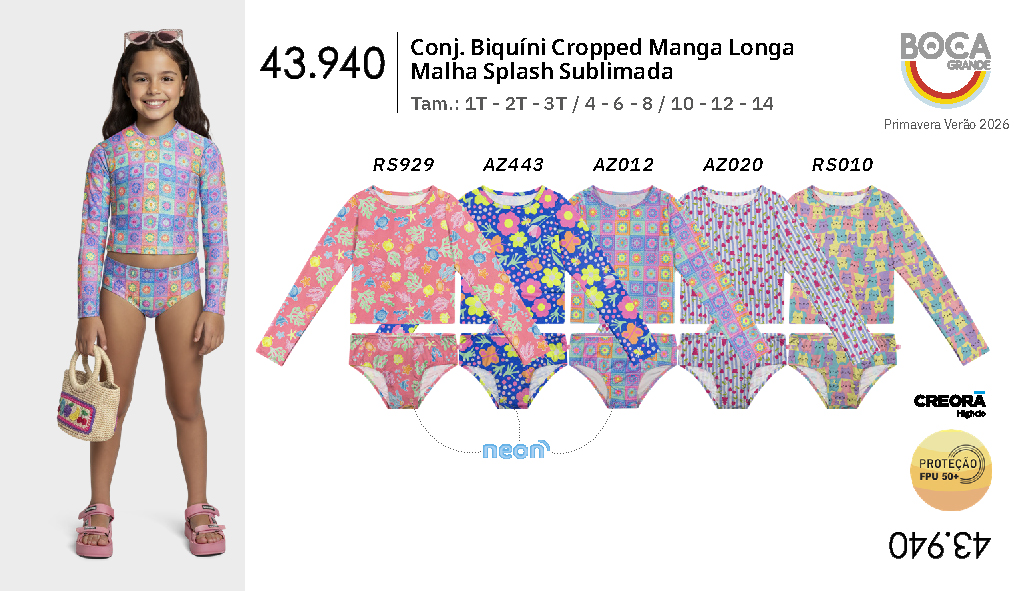 43.940
Conj. Biquíni Cropped Manga Longa
Malha Splash Sublimada
Tam.: 1T - 2T - 3T / 4 - 6 - 8 / 10 - 12 - 14
BOCA
GRANDE
Primavera Verão 2026
RS929 AZ443 AZ012 AZ020 RS010
neon
CREORA
Highclo
PROTEÇÃO
FPU 50+
43.940